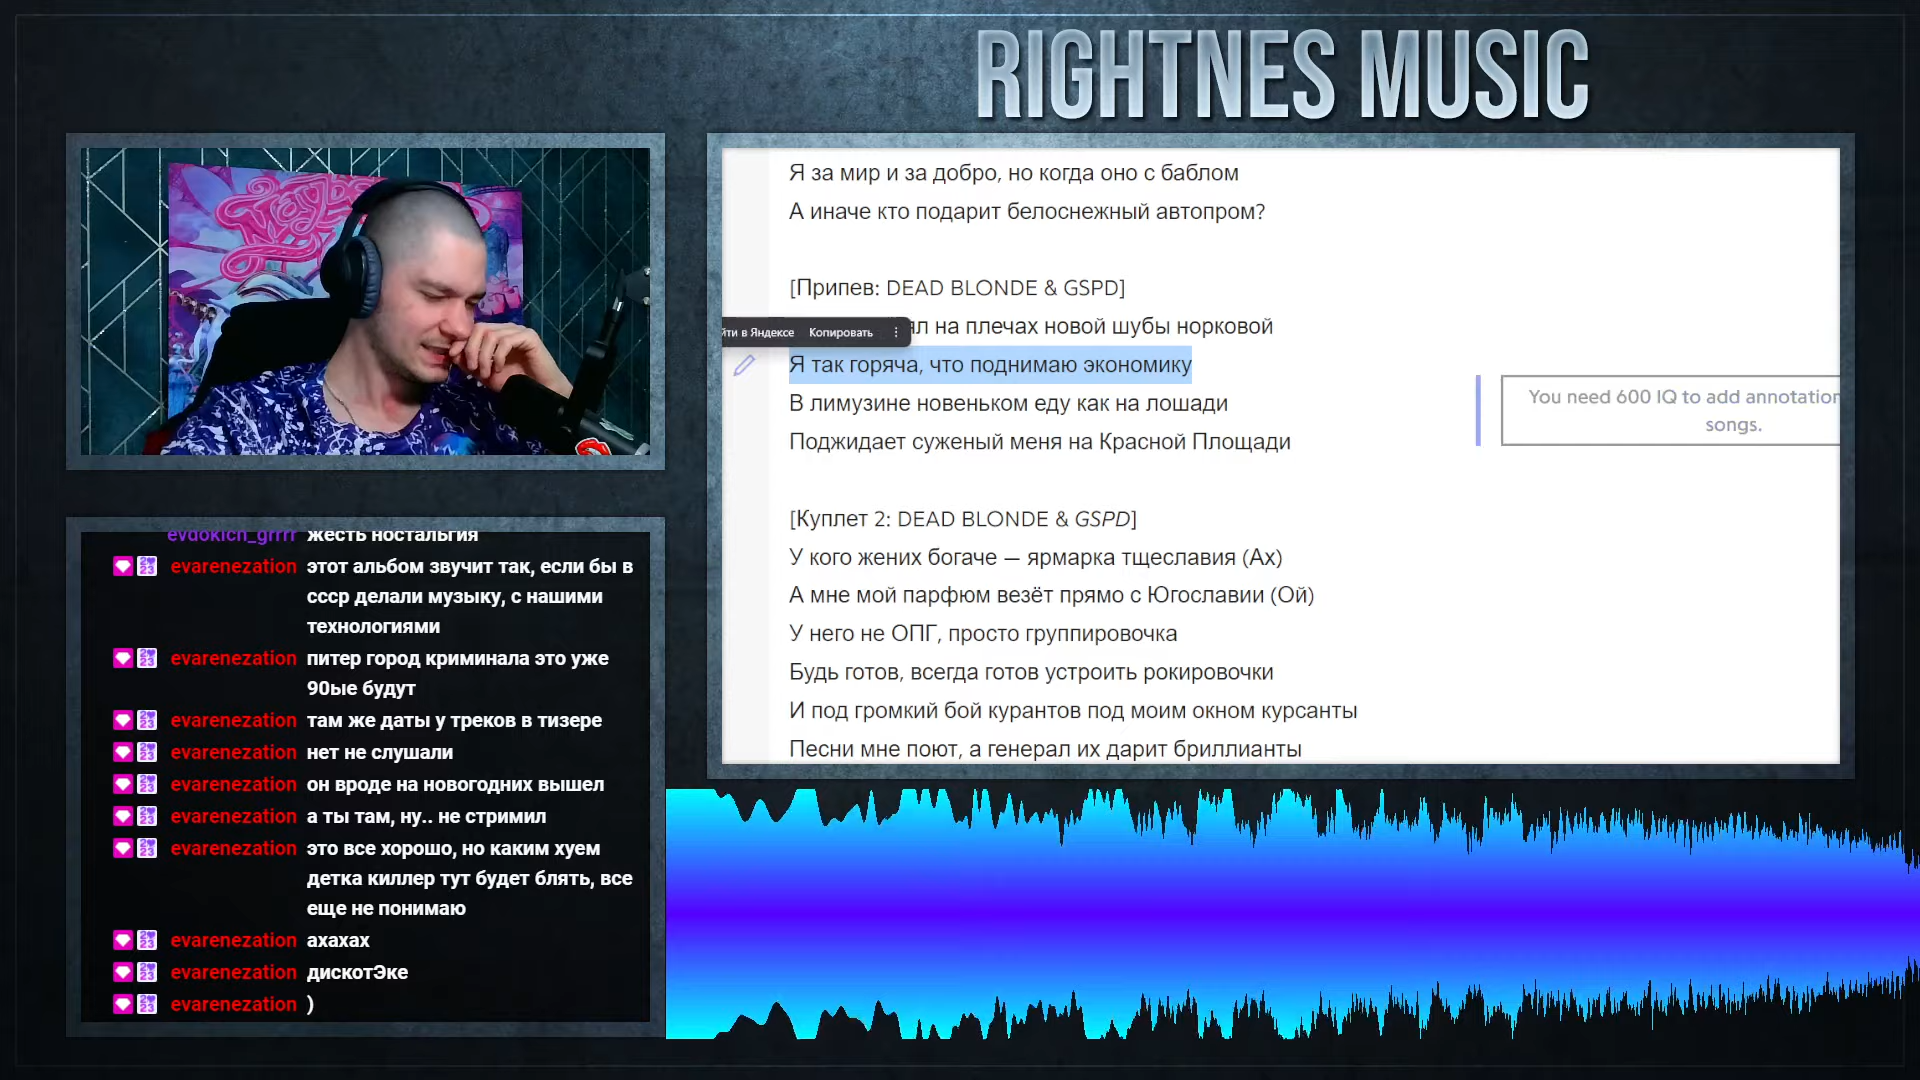 RIGHTNES MUSIC
Я за мир и за добро, но когда оно с баблом
А иначе кто подарит белоснежный автопром?
[Припев: DEAD BLONDE & GSPD]
ял на плечах новой шубы норковой
йти в Яндексе Копировать
Я так горяча, что поднимаю экономику
В лимузине новеньком еду как на лошади
Поджидает суженый меня на Красной Площади
You need 600 IQ to add annotation
songs.
[Куплет 2: DEAD BLONDE & GSPD]
У кого жених богаче — ярмарка тщеславия (Ах)
А мне мой парфюм везёт прямо с Югославии (Ой)
У него не ОПГ, просто группировочка
Будь готов, всегда готов устроить рокировочки
И под громкий бой курантов под моим окном курсанты
Песни мне поют, а генерал их дарит бриллианты
evdokich_grrrr жесть ностальгия
evarenezation этот альбом звучит так, если бы в
ссср делали музыку, с нашими
технологиями
evarenezation питер город криминала это уже
90ые будут
evarenezation там же даты у треков в тизере
evarenezation нет не слушали
evarenezation он вроде на новогодних вышел
evarenezation а ты там, ну.. не стримил
evarenezation это все хорошо, но каким хуем
детка киллер тут будет блять, все
еще не понимаю
evarenezation ахахах
evarenezation дискотЭке
evarenezation )